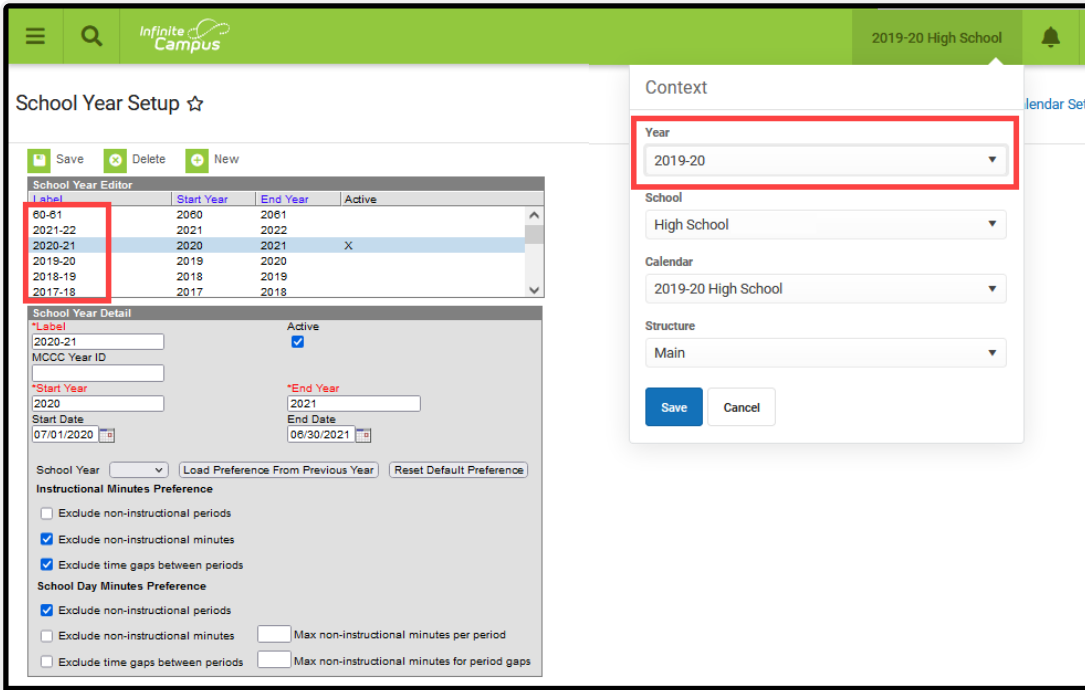 Infinite Campus
2019-20 High School
School Year Setup
Save Delete New
School Year Editor
Label Start Year End Year Active
60-61 2060 2061
2021-22 2021 2022
2020-21 2020 2021 X
2019-20 2019 2020
2018-19 2018 2019
2017-18 2017 2018
School Year Detail
*Label Active
2020-21
MCCC Year ID
*Start Year *End Year
2020 2021
Start Date End Date
07/01/2020 06/30/2021
School Year Load Preference From Previous Year Reset Default Preference
Instructional Minutes Preference
Exclude non-instructional periods
Exclude non-instructional minutes
Exclude time gaps between periods
School Day Minutes Preference
Exclude non-instructional periods
Exclude non-instructional minutes Max non-instructional minutes per period
Exclude time gaps between periods Max non-instructional minutes for period gaps
Context
Year
2019-20
School
High School
Calendar
2019-20 High School
Structure
Main
Save Cancel